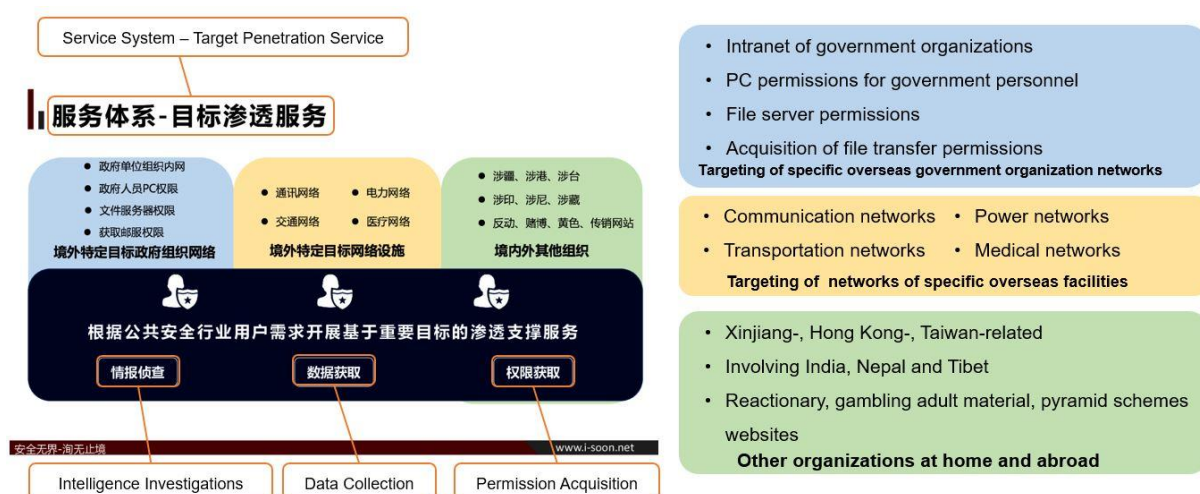 Service System – Target Penetration Service
服务体系-目标渗透服务
● 政府单位组织内网
● 政府人员PC权限
● 文件服务器权限
● 获取邮服权限
境外特定目标政府组织网络
● 通讯网络 ● 电力网络
● 交通网络 ● 医疗网络
境外特定目标网络设施
● 涉疆、涉港、涉台
● 涉印、涉尼、涉藏
● 反动、赌博、黄色、传销网站
境内外其他组织
根据公共安全行业用户需求开展基于重要目标的渗透支撑服务
情报侦查 数据获取 权限获取
安全无界-洵无止境 www.i-soon.net
Intelligence Investigations Data Collection Permission Acquisition
• Intranet of government organizations
• PC permissions for government personnel
• File server permissions
• Acquisition of file transfer permissions
Targeting of specific overseas government organization networks
• Communication networks • Power networks
• Transportation networks • Medical networks
Targeting of networks of specific overseas facilities
• Xinjiang-, Hong Kong-, Taiwan-related
• Involving India, Nepal and Tibet
• Reactionary, gambling adult material, pyramid schemes
websites
Other organizations at home and abroad